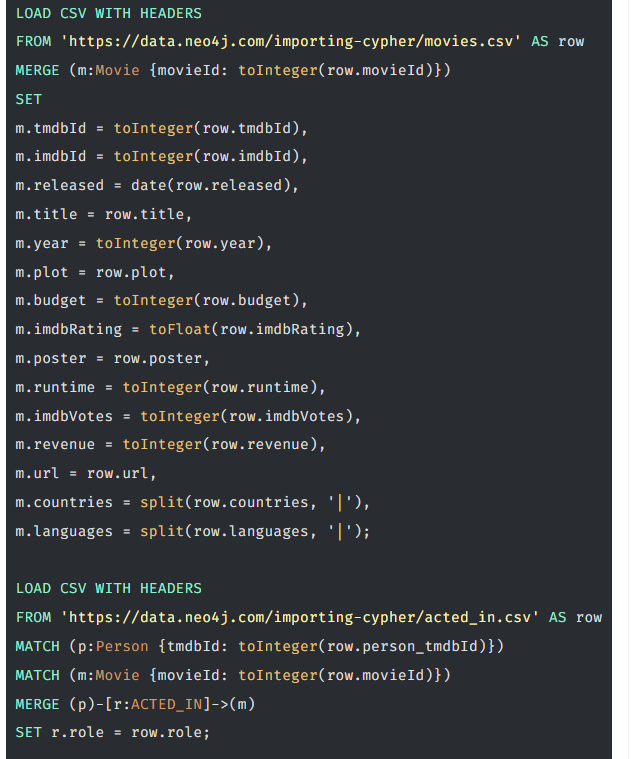 LOAD CSV WITH HEADERS
FROM 'https://data.neo4j.com/importing-cypher/movies.csv' AS row
MERGE (m:Movie {movieId: toInteger(row.movieId)})
SET
m.tmdbId = toInteger(row.tmdbId),
m.imdbId = toInteger(row.imdbId),
m.released = date(row.released),
m.title = row.title,
m.year = toInteger(row.year),
m.plot = row.plot,
m.budget = toInteger(row.budget),
m.imdbRating = toFloat(row.imdbRating),
m.poster = row.poster,
m.runtime = toInteger(row.runtime),
m.imdbVotes = toInteger(row.imdbVotes),
m.revenue = toInteger(row.revenue),
m.url = row.url,
m.countries = split(row.countries, '|'),
m.languages = split(row.languages, '|');
LOAD CSV WITH HEADERS
FROM 'https://data.neo4j.com/importing-cypher/acted_in.csv' AS row
MATCH (p:Person {tmdbId: toInteger(row.person_tmdbId)})
MATCH (m:Movie {movieId: toInteger(row.movieId)})
MERGE (p)-[r:ACTED_IN]->(m)
SET r.role = row.role;